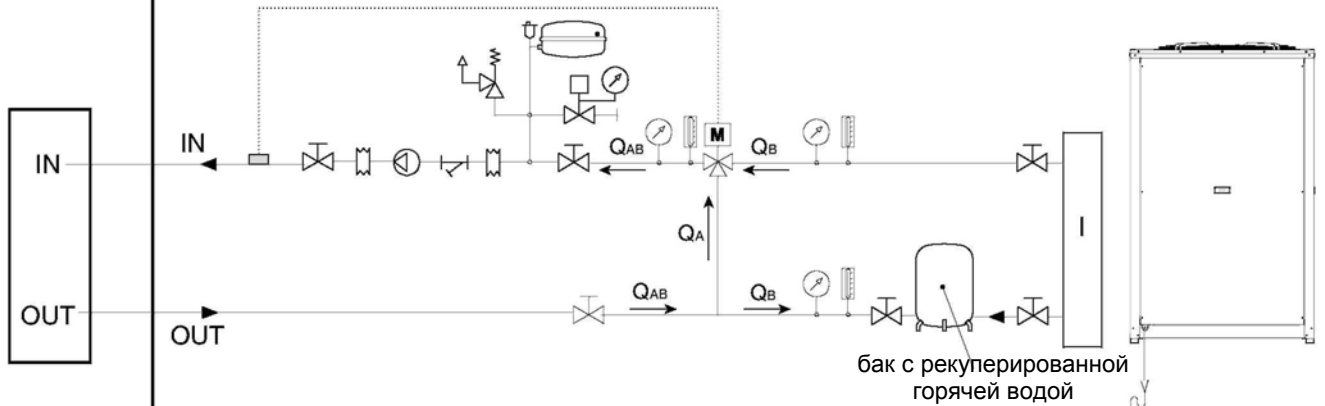 IN
IN
QAB
M
QB
QA
I
OUT
OUT
QAB
QB
бак с рекуперированной
горячей водой